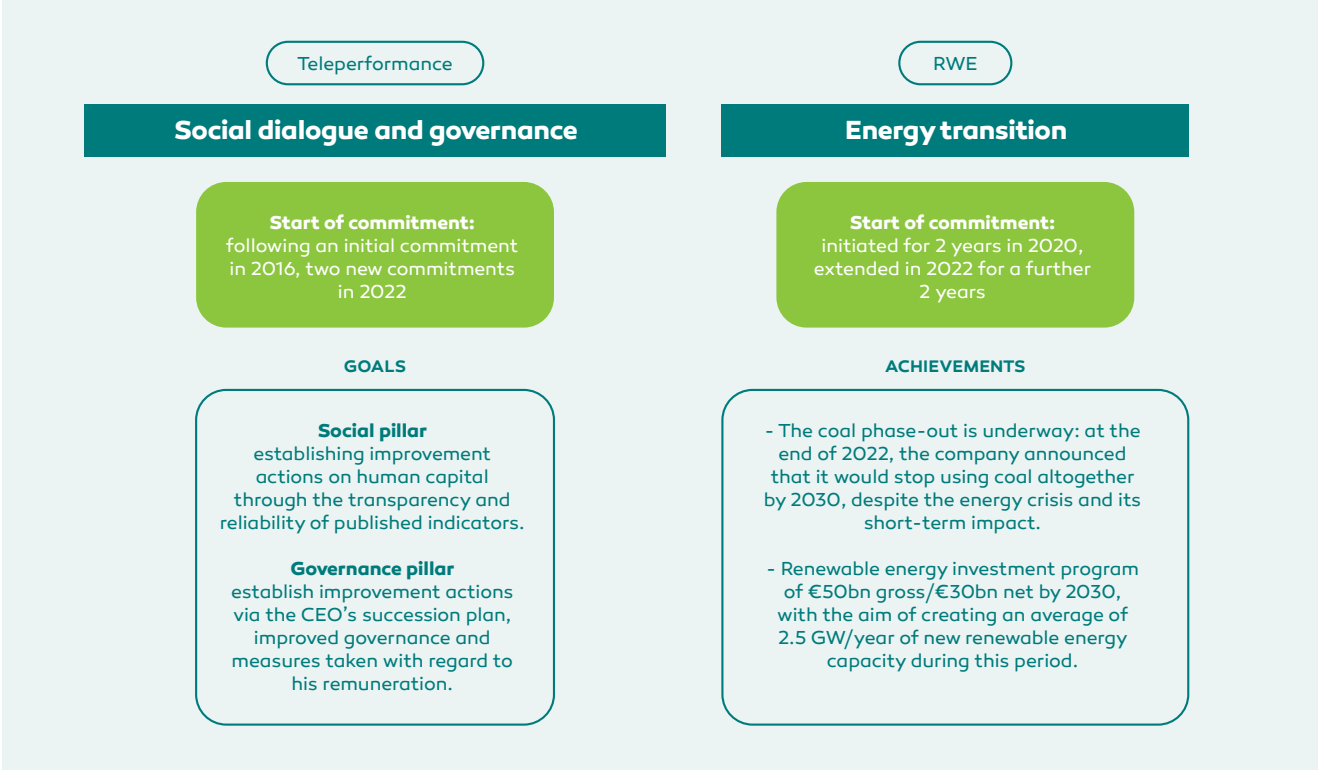 Teleperformance
Social dialogue and governance
Start of commitment:
following an initial commitment
in 2016, two new commitments
in 2022
GOALS
Social pillar
establishing improvement
actions on human capital
through the transparency and
reliability of published indicators.
Governance pillar
establish improvement actions
via the CEO's succession plan,
improved governance and
measures taken with regard to
his remuneration.
RWE
Energy transition
Start of commitment:
initiated for 2 years in 2020,
extended in 2022 for a further
2 years
ACHIEVEMENTS
- The coal phase-out is underway: at the
end of 2022, the company announced
that it would stop using coal altogether
by 2030, despite the energy crisis and its
short-term impact.
- Renewable energy investment program
of €50bn gross/€30bn net by 2030,
with the aim of creating an average of
2.5 GW/year of new renewable energy
capacity during this period.